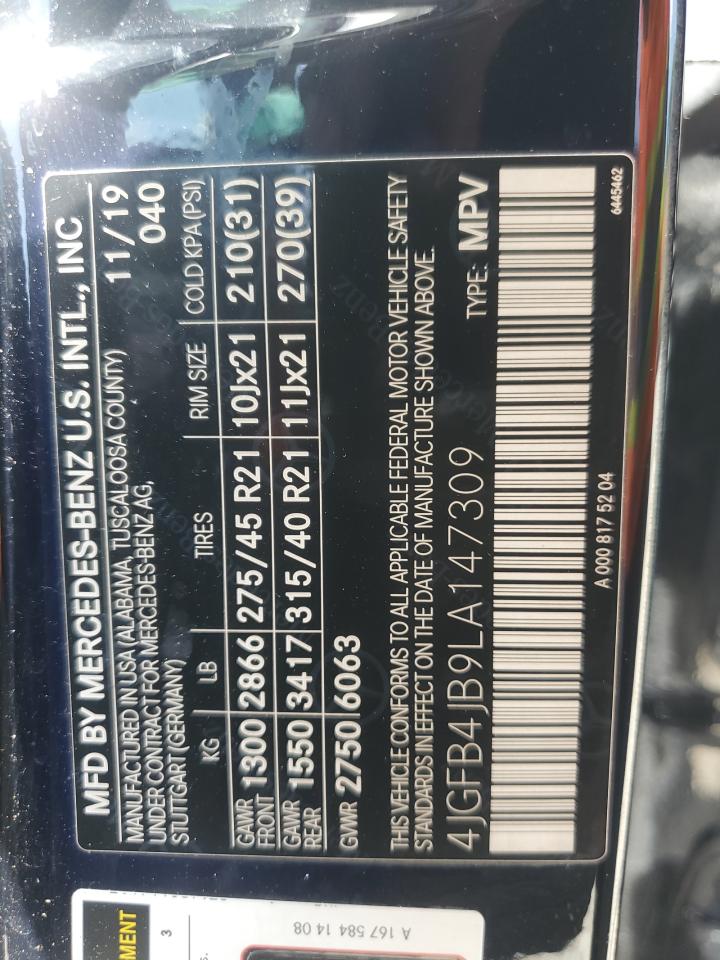 MFD BY MERCEDES-BENZ U.S. INTL., INC
MANUFACTURED IN USA (ALABAMA, TUSCALOOSA COUNTY) 11/19
UNDER CONTRACT FOR MERCEDES-BENZ AG, 040
STUTTGART (GERMANY)
KG LB TIRES RIM SIZE COLD KPA (PSI)
GAWR FRONT 1300 2866 275/45 R21 10Jx21 210(31)
GAWR REAR 1550 3417 315/40 R21 11Jx21 270(39)
GVWR 2750 6063
THIS VEHICLE CONFORMS TO ALL APPLICABLE FEDERAL MOTOR VEHICLE SAFETY
STANDARDS IN EFFECT ON THE DATE OF MANUFACTURE SHOWN ABOVE.
4JGFB4JB9LA147309 TYPE: MPV
A 000 817 52 04 6445462
MENT
3
A 167 584 14 08